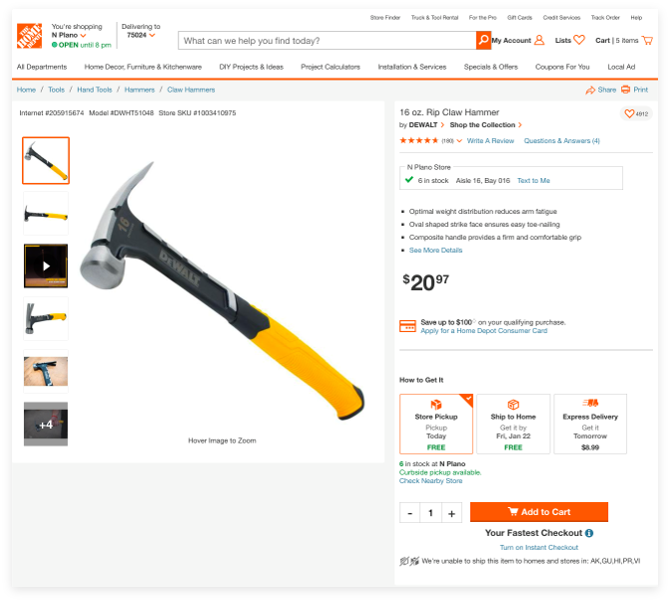 Store Finder Truck & Tool Rental For the Pro Gift Cards Credit Services Track Order Help
THE HOME DEPOT
You're shopping
N Plano
OPEN until 6 pm
Delivering to
75024
What can we help you find today?
My Account
Lists
Cart | 5 items
All Departments Home Decor, Furniture & Kitchenware DIY Projects & Ideas Project Calculators Installation & Services Specials & Offers Coupons For You Local Ad
Home / Tools / Hand Tools / Hammers / Claw Hammers
Share Print
Internet #205915674 Model #DWHT51048 Store SKU #1003410975
16
DEWALT
+4
Hover Image to Zoom
16 oz. Rip Claw Hammer
4912
by DEWALT > Shop the Collection >
(180) Write A Review Questions & Answers (4)
N Plano Store
6 in stock Aisle 16, Bay 016 Text to Me
Optimal weight distribution reduces arm fatigue
Oval shaped strike face ensures easy toe-nailing
Composite handle provides a firm and comfortable grip
See More Details
$20 97
Save up to $100 on your qualifying purchase.
Apply for a Home Depot Consumer Card
How to Get It
Store Pickup
Pickup
Today
FREE
Ship to Home
Get it by
Fri, Jan 22
FREE
Express Delivery
Get it
Tomorrow
$8.99
6 in stock at N Plano
Curbside pickup available.
Check Nearby Store
- 1 +
Add to Cart
Your Fastest Checkout
Turn on Instant Checkout
We're unable to ship this item to homes and stores in: AK,GU,HI,PR,VI